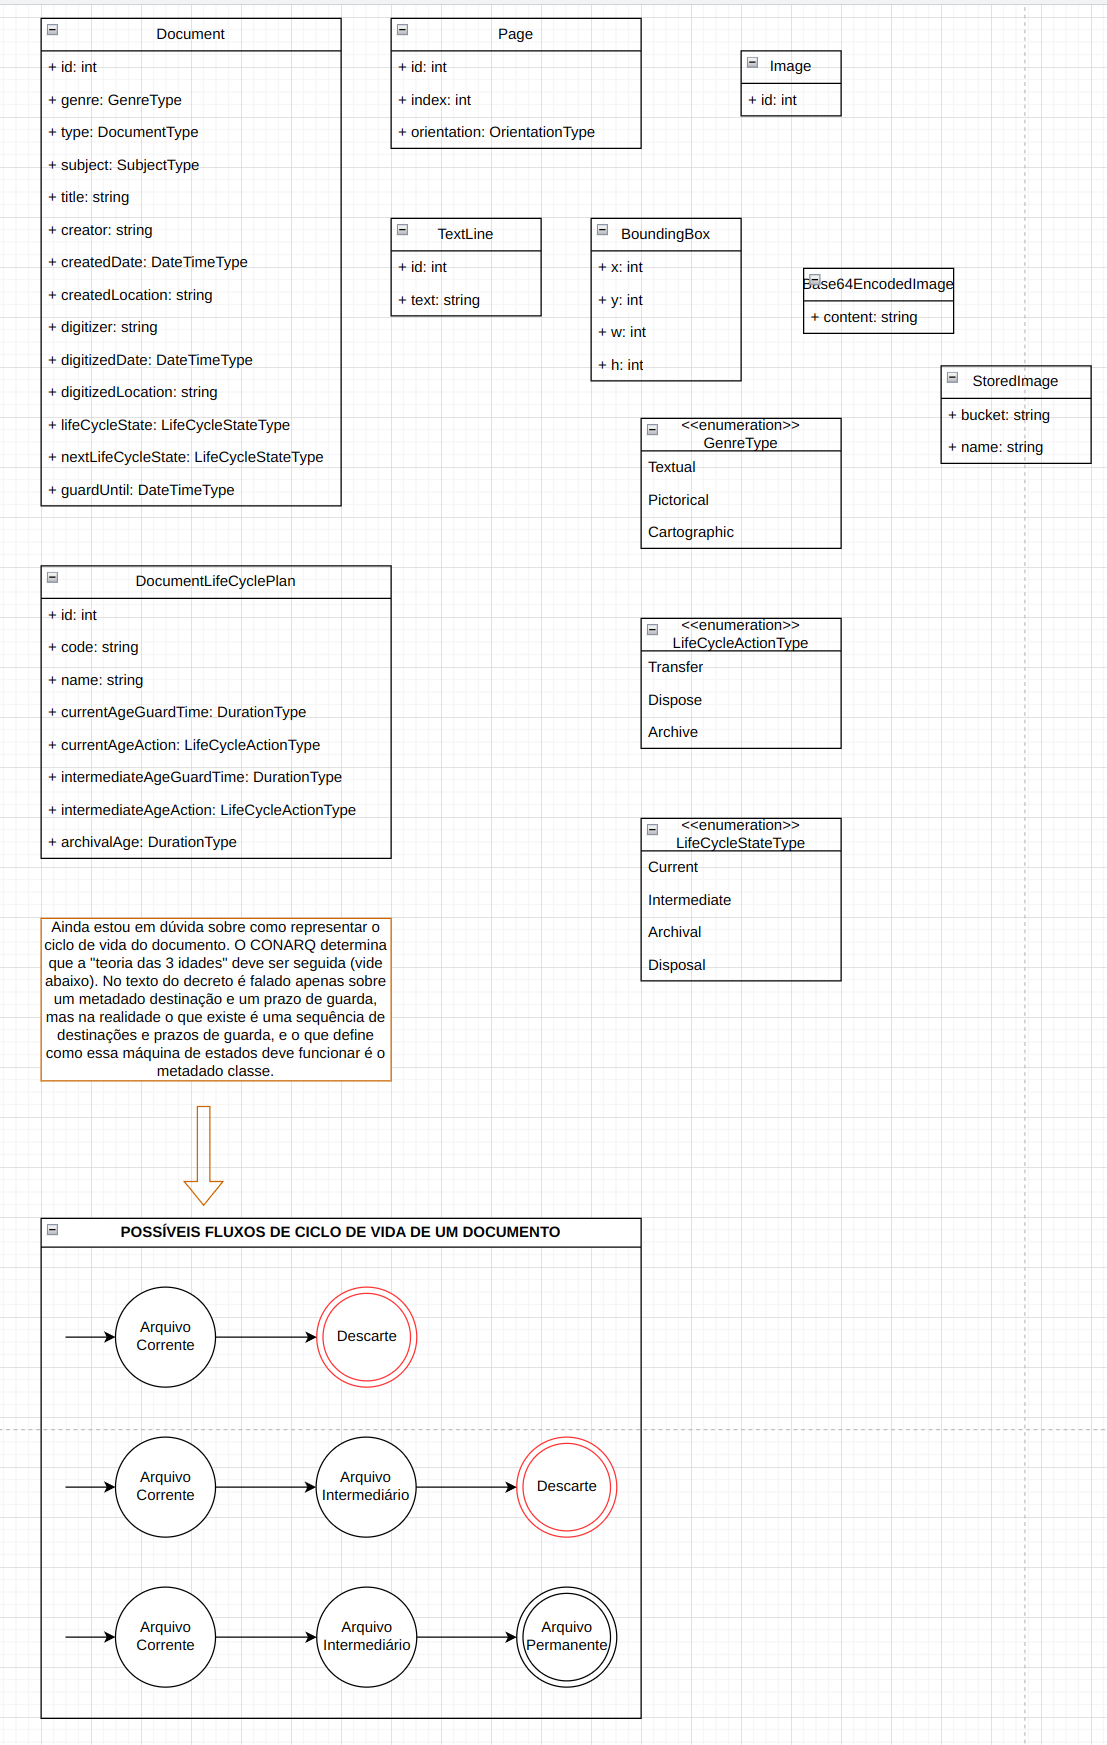 Document
+ id: int
+ genre: GenreType
+ type: DocumentType
+ subject: SubjectType
+ title: string
+ creator: string
+ createdDate: DateTimeType
+ createdLocation: string
+ digitizer: string
+ digitizedDate: DateTimeType
+ digitizedLocation: string
+ lifeCycleState: LifeCycleStateType
+ nextLifeCycleState: LifeCycleStateType
+ guardUntil: DateTimeType
Page
+ id: int
+ index: int
+ orientation: OrientationType
Image
+ id: int
TextLine
+ id: int
+ text: string
BoundingBox
+ x: int
+ y: int
+ w: int
+ h: int
Base64EncodedImage
+ content: string
StoredImage
+ bucket: string
+ name: string
<<enumeration>>
GenreType
Textual
Pictorical
Cartographic
DocumentLifeCyclePlan
+ id: int
+ code: string
+ name: string
+ currentAgeGuardTime: DurationType
+ currentAgeAction: LifeCycleActionType
+ intermediateAgeGuardTime: DurationType
+ intermediateAgeAction: LifeCycleActionType
+ archivalAge: DurationType
<<enumeration>>
LifeCycleActionType
Transfer
Dispose
Archive
<<enumeration>>
LifeCycleStateType
Current
Intermediate
Archival
Disposal
Ainda estou em dúvida sobre como representar o
ciclo de vida do documento. O CONARQ determina
que a "teoria das 3 idades" deve ser seguida (vide
abaixo). No texto do decreto é falado apenas sobre
um metadado destinação e um prazo de guarda,
mas na realidade o que existe é uma sequência de
destinações e prazos de guarda, e o que define
como essa máquina de estados deve funcionar é o
metadado classe.
POSSÍVEIS FLUXOS DE CICLO DE VIDA DE UM DOCUMENTO
Arquivo
Corrente
Descarte
Arquivo
Corrente
Arquivo
Intermediário
Descarte
Arquivo
Corrente
Arquivo
Intermediário
Arquivo
Permanente